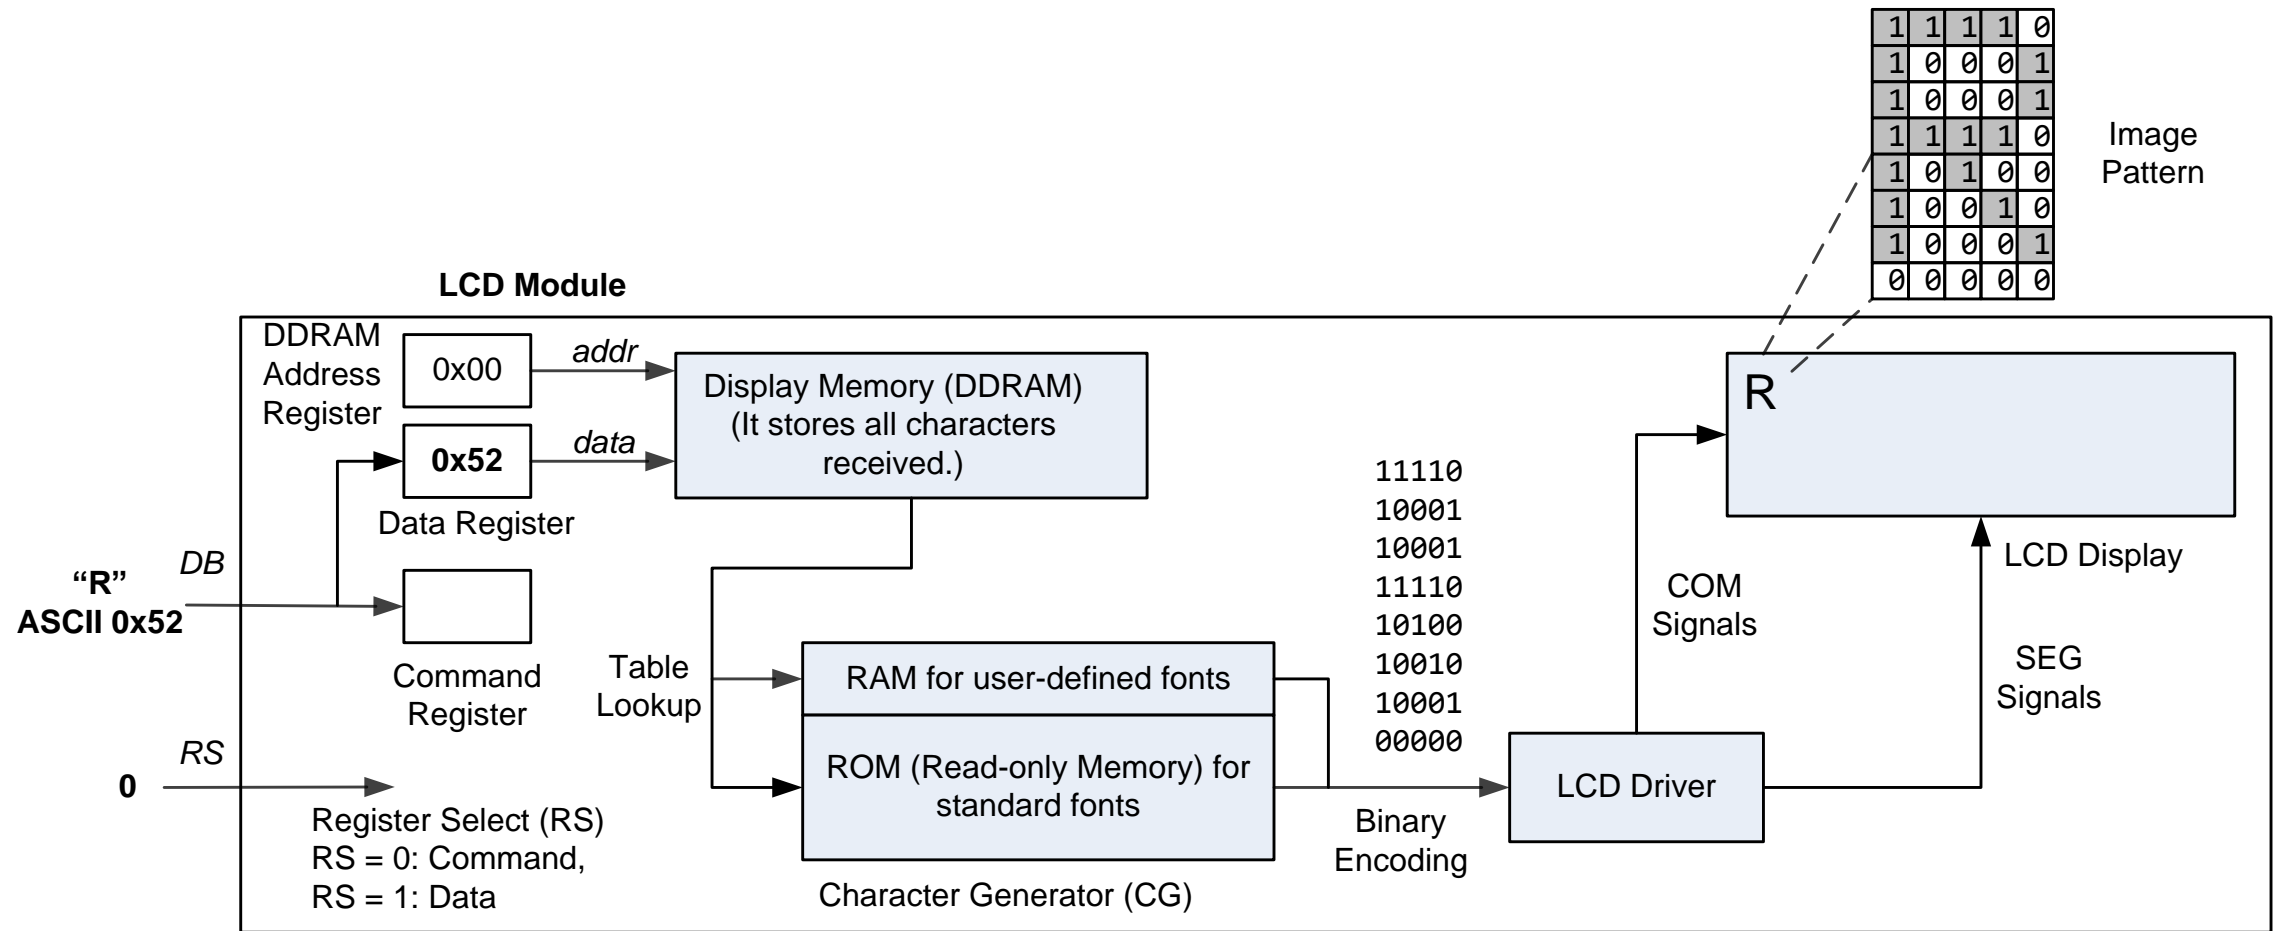 1 1 1 1 0
1 0 0 0 1
1 0 0 0 1
1 1 1 1 0
1 0 1 0 0
1 0 0 1 0
1 0 0 0 1
0 0 0 0 0
Image
Pattern
LCD Module
DDRAM
Address
Register
0x00
addr
0x52
data
Data Register
Display Memory (DDRAM)
(It stores all characters
received.)
R
LCD Display
“R”
ASCII 0x52
DB
Command
Register
0
RS
Register Select (RS)
RS = 0: Command,
RS = 1: Data
Table
Lookup
RAM for user-defined fonts
ROM (Read-only Memory) for
standard fonts
Character Generator (CG)
11110
10001
10001
11110
10100
10010
10001
00000
Binary
Encoding
LCD Driver
COM
Signals
SEG
Signals